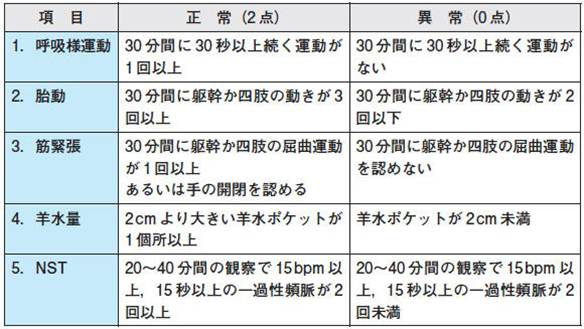 項　目　正　常（2点）　異　常（0点）
1. 呼吸様運動　30分間に30秒以上続く運動が　30分間に30秒以上続く運動が
1回以上　ない
2. 胎動　30分間に躯幹か四肢の動きが3　30分間に躯幹か四肢の動きが2
回以上　回以下
3. 筋緊張　30分間に躯幹か四肢の屈曲運動　30分間に躯幹か四肢の屈曲運動
が1回以上　を認めない
あるいは手の開閉を認める
4. 羊水量　2cmより大きい羊水ポケットが　羊水ポケットが2cm未満
1個所以上
5. NST　20〜40分間の観察で15bpm以　20〜40分間の観察で15bpm以
上，15秒以上の一過性頻脈が2　上，15秒以上の一過性頻脈が2
回以上　回未満